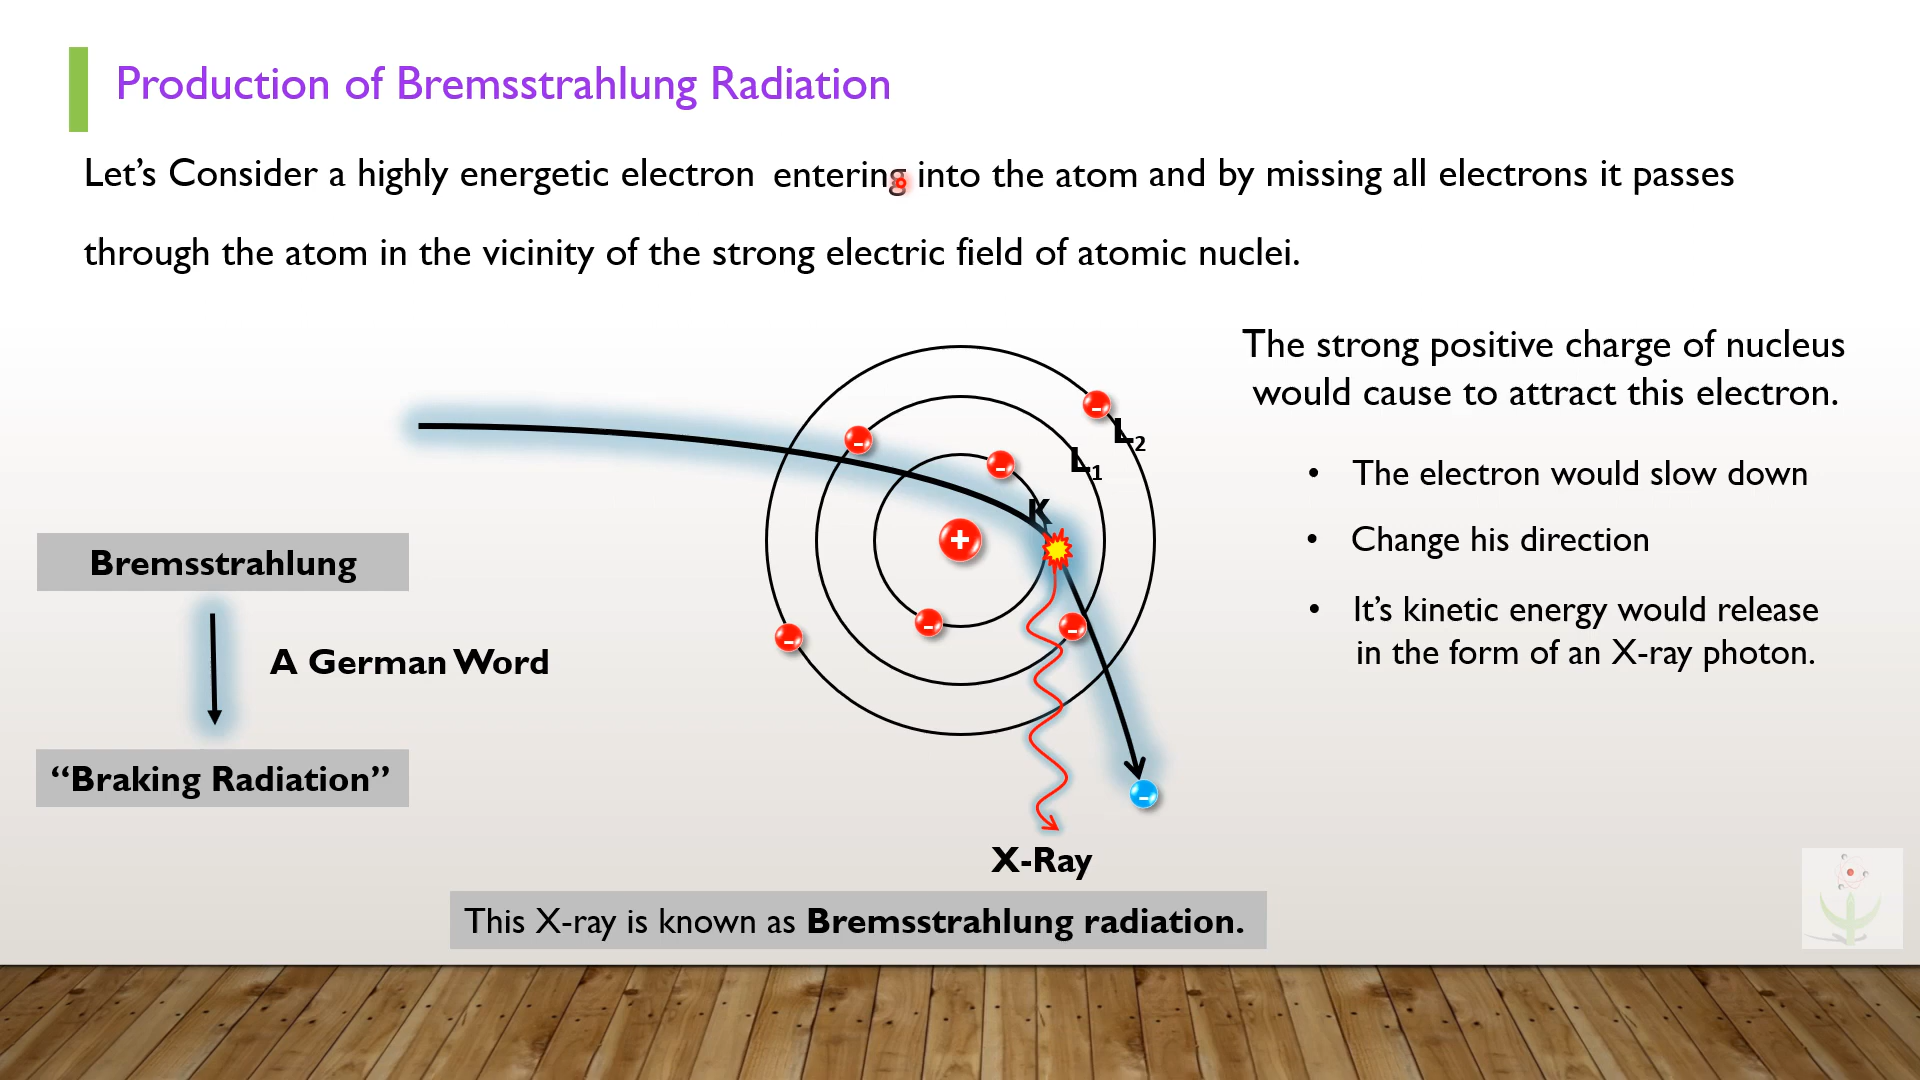 Production of Bremsstrahlung Radiation
Let's Consider a highly energetic electron entering into the atom and by missing all electrons it passes
through the atom in the vicinity of the strong electric field of atomic nuclei.
The strong positive charge of nucleus
would cause to attract this electron.
• The electron would slow down
• Change his direction
• It's kinetic energy would release
in the form of an X-ray photon.
L2
L1
K
+
-
-
-
-
-
-
-
Bremsstrahlung
A German Word
“Braking Radiation”
X-Ray
This X-ray is known as Bremsstrahlung radiation.